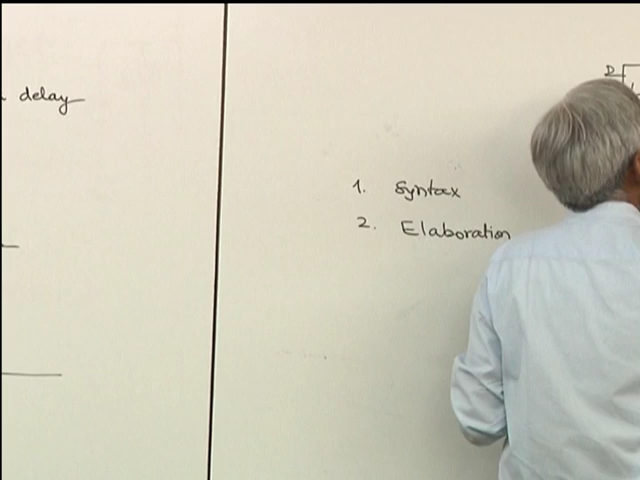 delay
1. Syntax
2. Elaboration
D